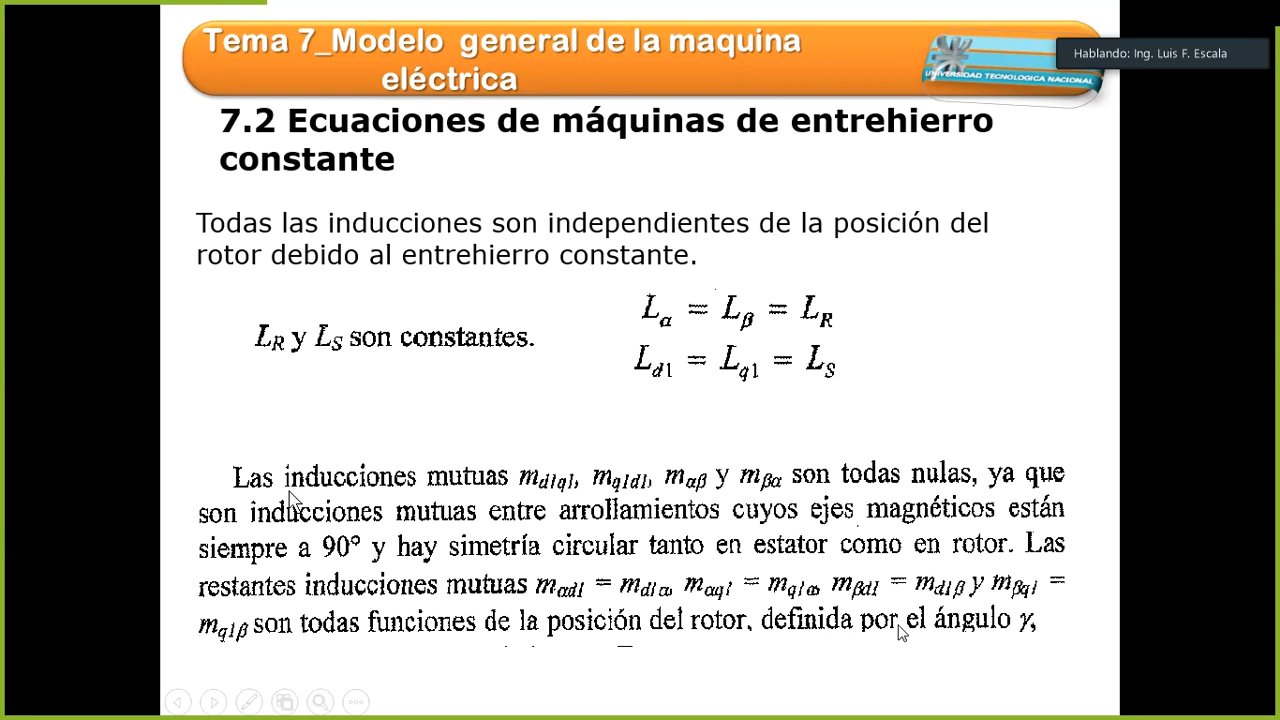 Tema 7_Modelo general de la maquina
eléctrica
UNIVERSIDAD TECNOLOGICA NACIONAL
Hablando: Ing. Luis F. Escala
7.2 Ecuaciones de máquinas de entrehierro
constante
Todas las inducciones son independientes de la posición del
rotor debido al entrehierro constante.
L_R y L_S son constantes.
L_α = L_β = L_R
L_d1 = L_q1 = L_S
Las inducciones mutuas m_d1q1, m_q1d1, m_αβ y m_βα son todas nulas, ya que
son inducciones mutuas entre arrollamientos cuyos ejes magnéticos están
siempre a 90° y hay simetría circular tanto en estator como en rotor. Las
restantes inducciones mutuas m_αd1 = m_d1α, m_αq1 = m_q1α, m_βd1 = m_d1β y m_βq1 =
m_q1β son todas funciones de la posición del rotor, definida por el ángulo γ,